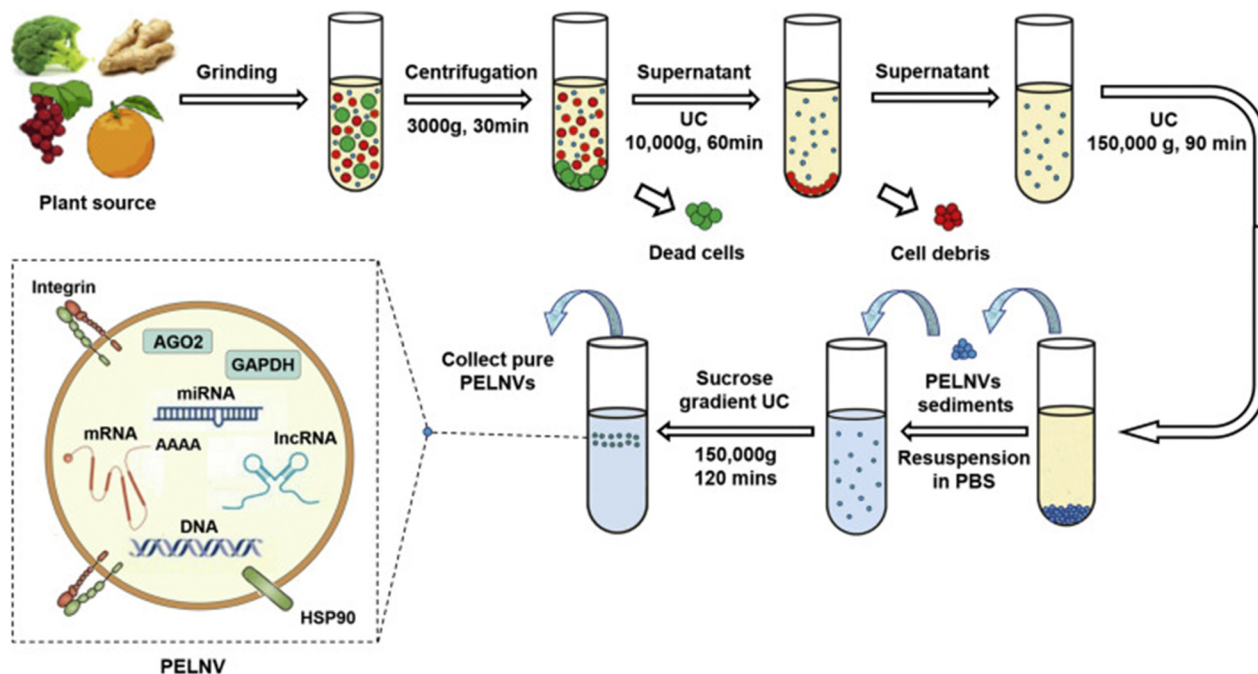 Grinding
Centrifugation
3000g, 30min
Supernatant
UC
10,000g, 60min
Supernatant
UC
150,000 g, 90 min
Plant source
Dead cells
Cell debris
Integrin
AGO2
GAPDH
miRNA
mRNA
AAAA
lncRNA
DNA
HSP90
PELNV
Collect pure
PELNVs
Sucrose
gradient UC
150,000g
120 mins
PELNVs
sediments
Resuspension
in PBS